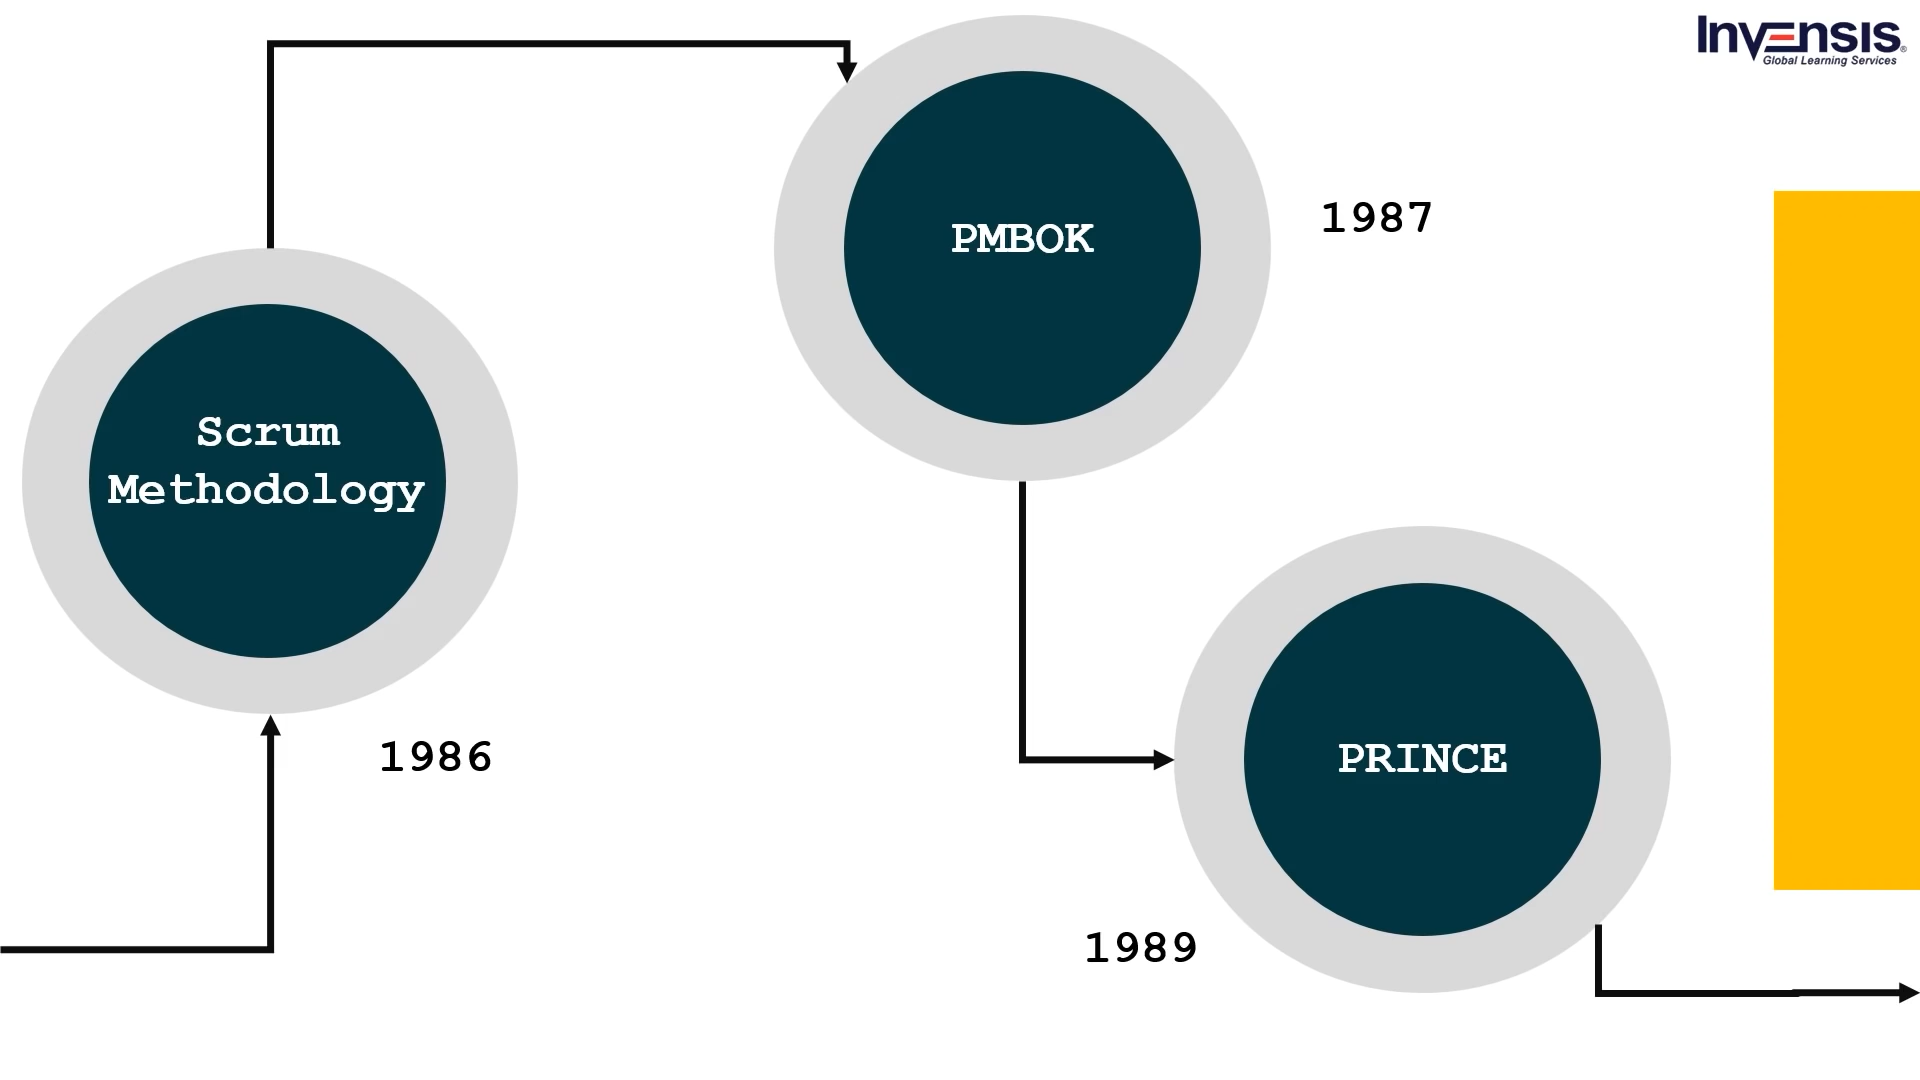 Invensis®
Global Learning Services
PMBOK
1987
Scrum
Methodology
1986
PRINCE
1989